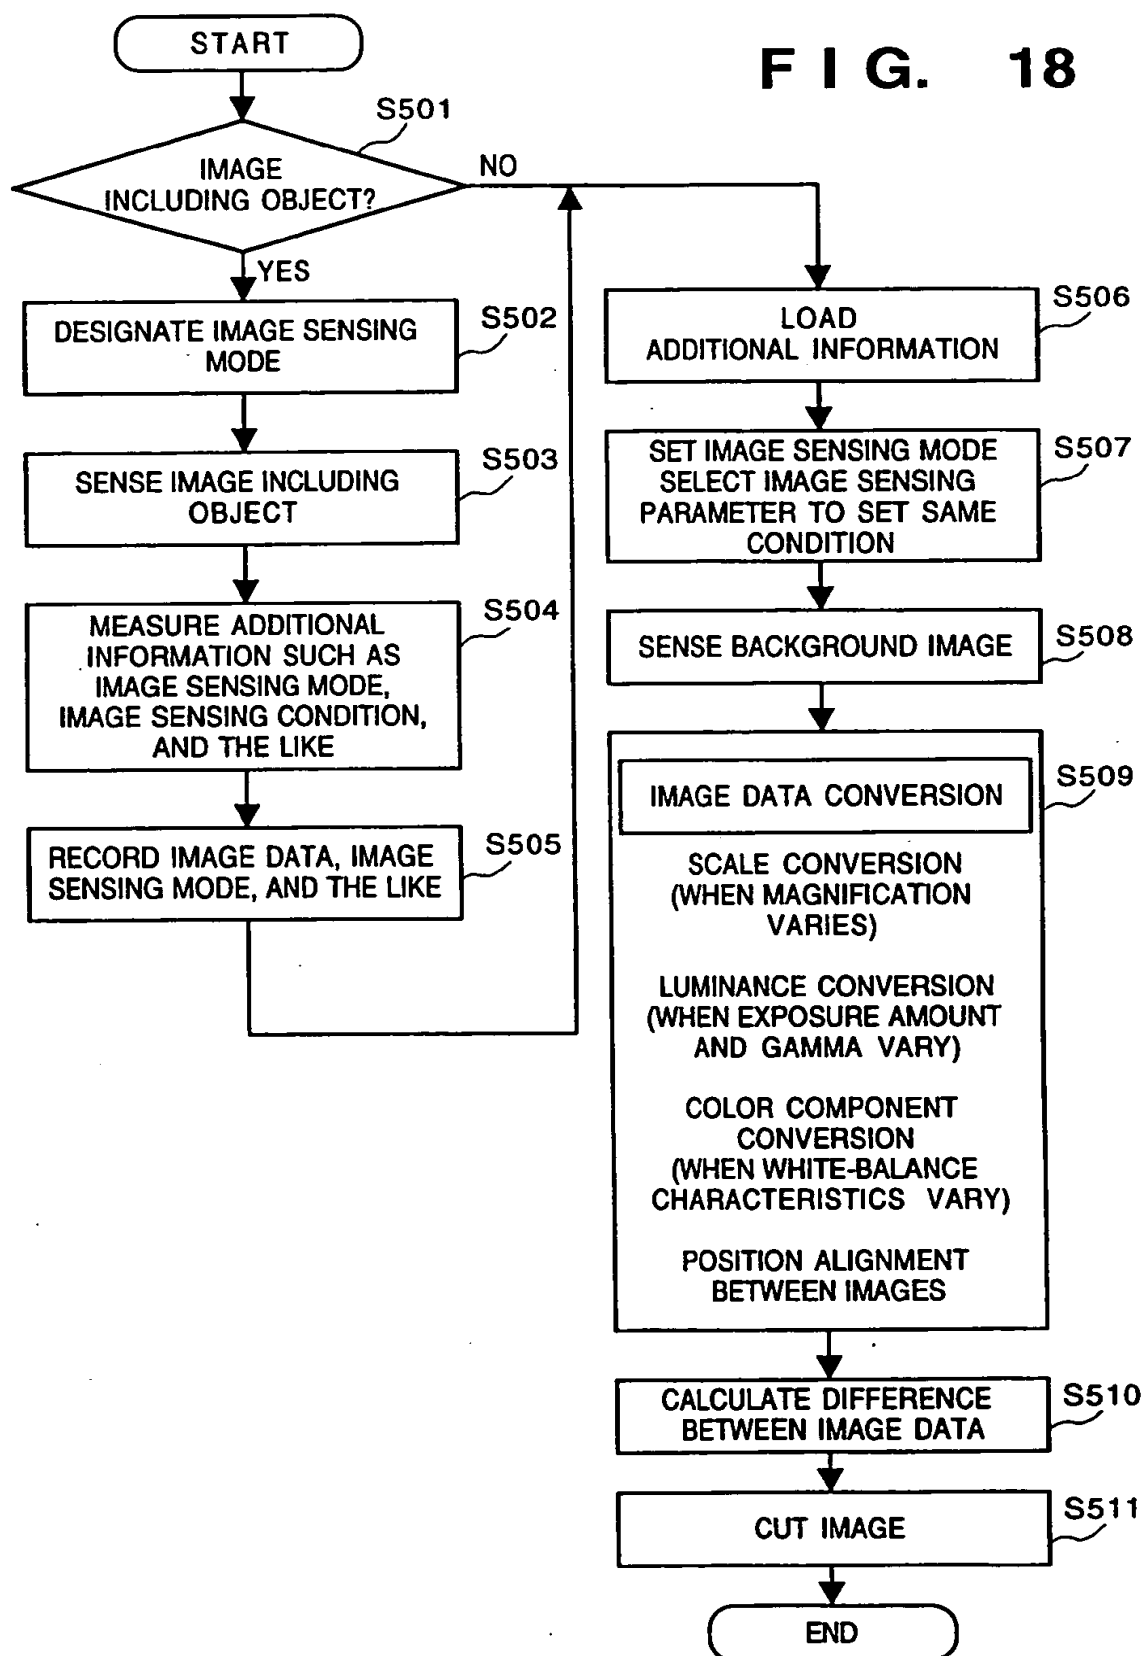 START
FIG. 18
S501
IMAGE
INCLUDING OBJECT?
NO
YES
DESIGNATE IMAGE SENSING
MODE
S502
SENSE IMAGE INCLUDING
OBJECT
S503
MEASURE ADDITIONAL
INFORMATION SUCH AS
IMAGE SENSING MODE,
IMAGE SENSING CONDITION,
AND THE LIKE
S504
RECORD IMAGE DATA, IMAGE
SENSING MODE, AND THE LIKE
S505
LOAD
ADDITIONAL INFORMATION
S506
SET IMAGE SENSING MODE
SELECT IMAGE SENSING
PARAMETER TO SET SAME
CONDITION
S507
SENSE BACKGROUND IMAGE
S508
IMAGE DATA CONVERSION
S509
SCALE CONVERSION
(WHEN MAGNIFICATION
VARIES)
LUMINANCE CONVERSION
(WHEN EXPOSURE AMOUNT
AND GAMMA VARY)
COLOR COMPONENT
CONVERSION
(WHEN WHITE-BALANCE
CHARACTERISTICS VARY)
POSITION ALIGNMENT
BETWEEN IMAGES
CALCULATE DIFFERENCE
BETWEEN IMAGE DATA
S510
CUT IMAGE
S511
END